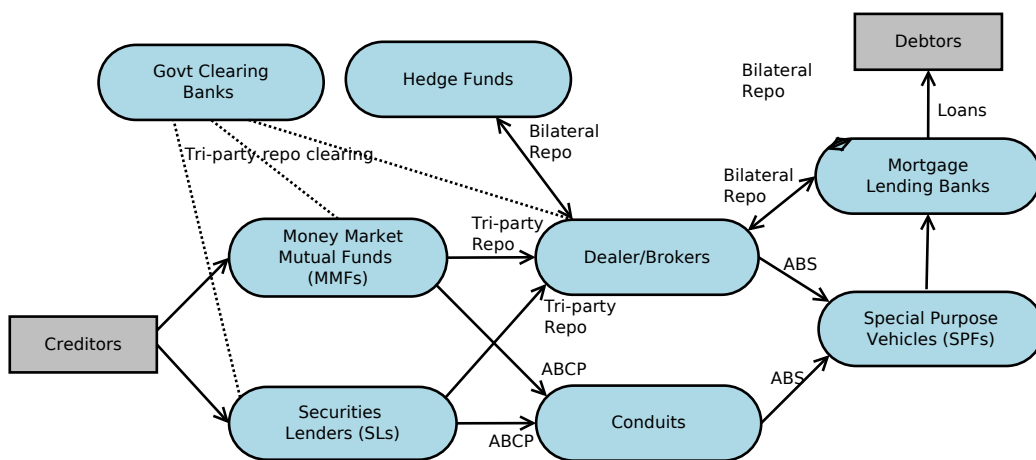 Debtors
Govt Clearing
Banks
Hedge Funds
Bilateral
Repo
Loans
Bilateral
Repo
Tri-party repo clearing
Mortgage
Lending Banks
Bilateral
Repo
Money Market
Mutual Funds
(MMFs)
Tri-party
Repo
Dealer/Brokers
ABS
Tri-party
Repo
Special Purpose
Vehicles (SPFs)
Creditors
ABCP
ABS
Securities
Lenders (SLs)
ABCP
Conduits